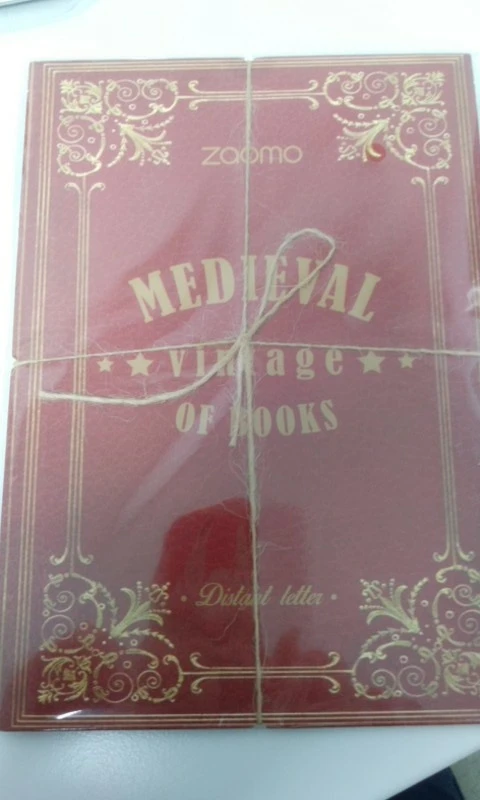 zaomo
MEDIEVAL
vintage
OF BOOKS
Distant letter